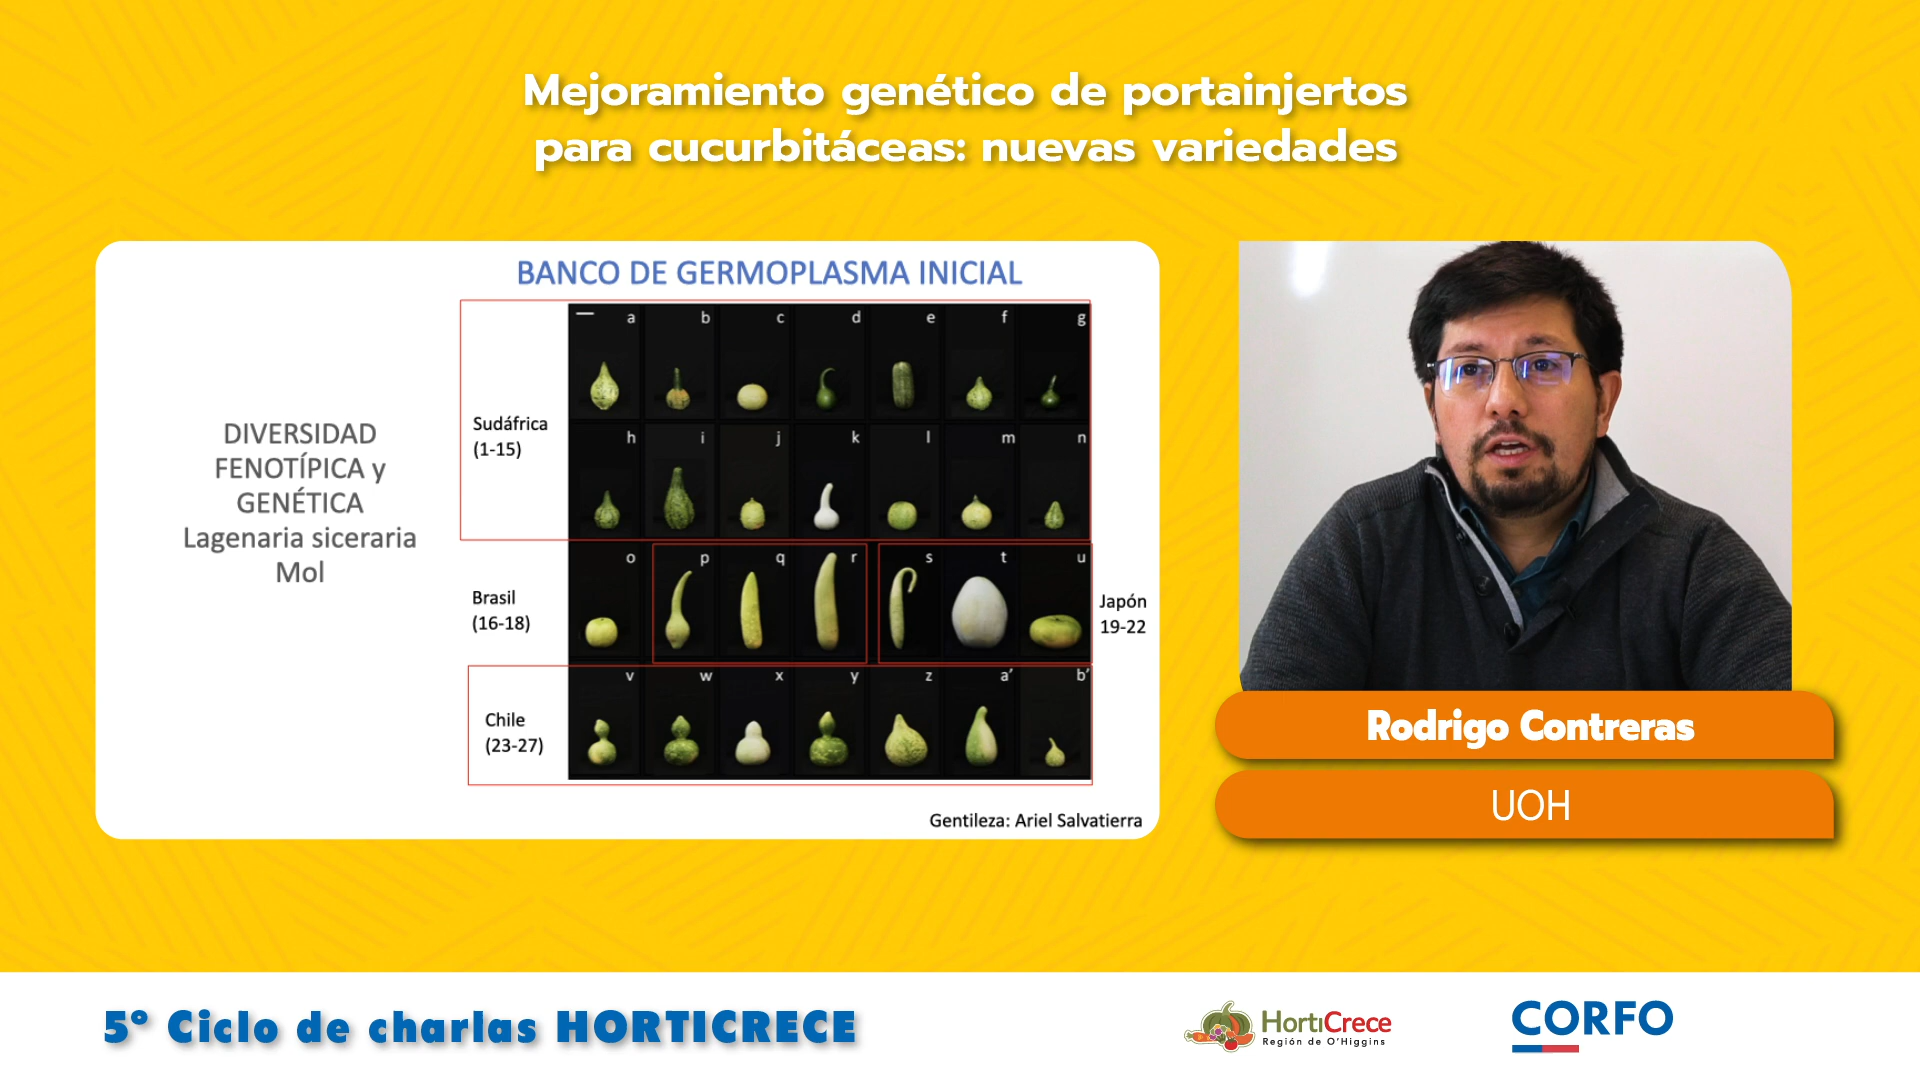 Mejoramiento genético de portainjertos
para cucurbitáceas: nuevas variedades
BANCO DE GERMOPLASMA INICIAL
DIVERSIDAD
FENOTÍPICA y
GENÉTICA
Lagenaria siceraria
Mol
Sudáfrica
(1-15)
a b c d e f g
h i j k l m n
Brasil
(16-18)
o p q r s t u
Japón
19-22
Chile
(23-27)
v w x y z a’ b’
Gentileza: Ariel Salvatierra
Rodrigo Contreras
UOH
5° Ciclo de charlas HORTICRECE
HortiCrece
Región de O’Higgins
CORFO